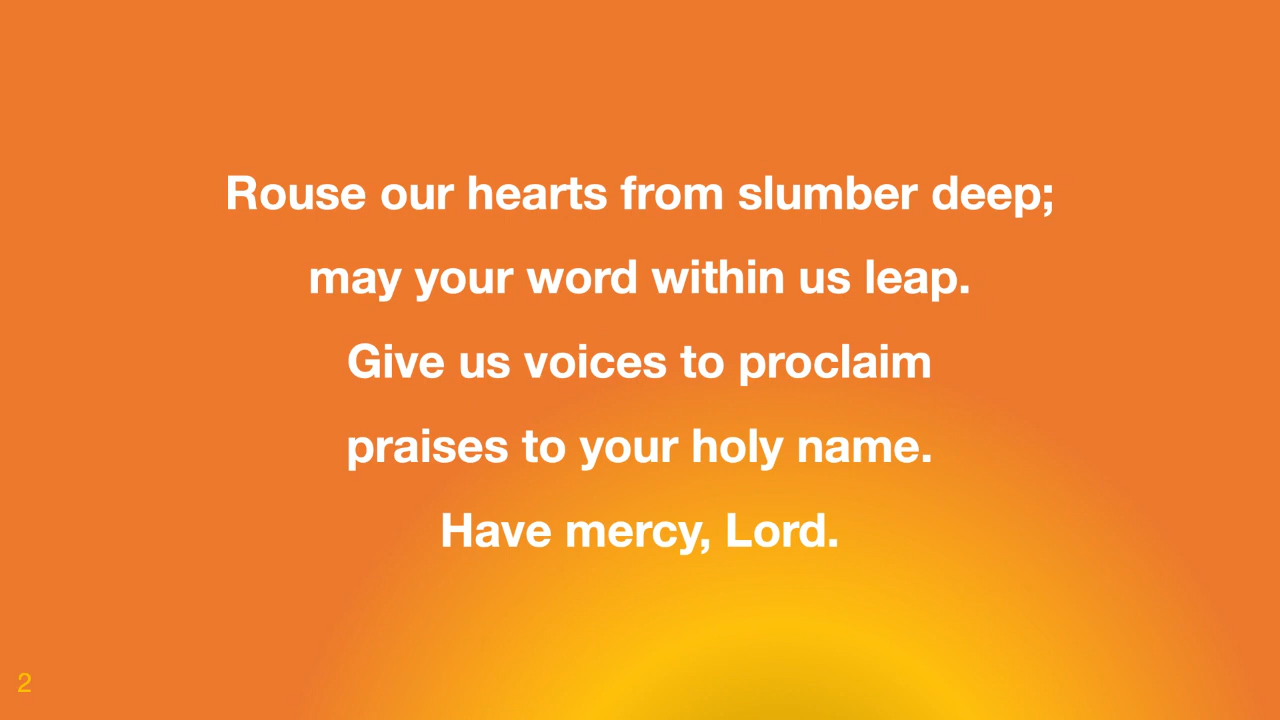 Rouse our hearts from slumber deep;
may your word within us leap.
Give us voices to proclaim
praises to your holy name.
Have mercy, Lord.
2